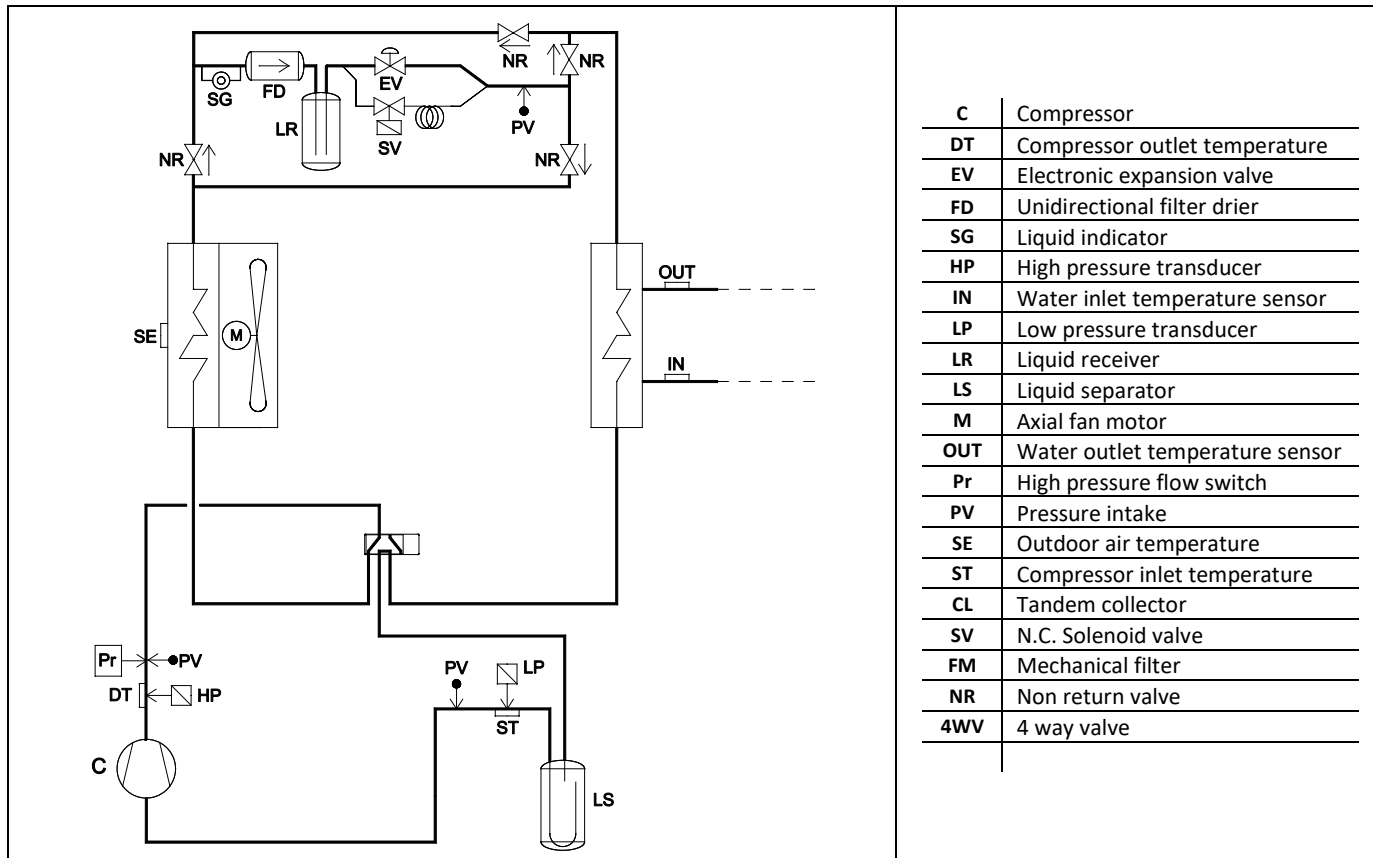 NR
NR
SG
FD
EV
LR
SV
PV
NR
NR
OUT
SE
M
IN
Pr
PV
DT
HP
PV
LP
ST
C
LS
C Compressor
DT Compressor outlet temperature
EV Electronic expansion valve
FD Unidirectional filter drier
SG Liquid indicator
HP High pressure transducer
IN Water inlet temperature sensor
LP Low pressure transducer
LR Liquid receiver
LS Liquid separator
M Axial fan motor
OUT Water outlet temperature sensor
Pr High pressure flow switch
PV Pressure intake
SE Outdoor air temperature
ST Compressor inlet temperature
CL Tandem collector
SV N.C. Solenoid valve
FM Mechanical filter
NR Non return valve
4WV 4 way valve